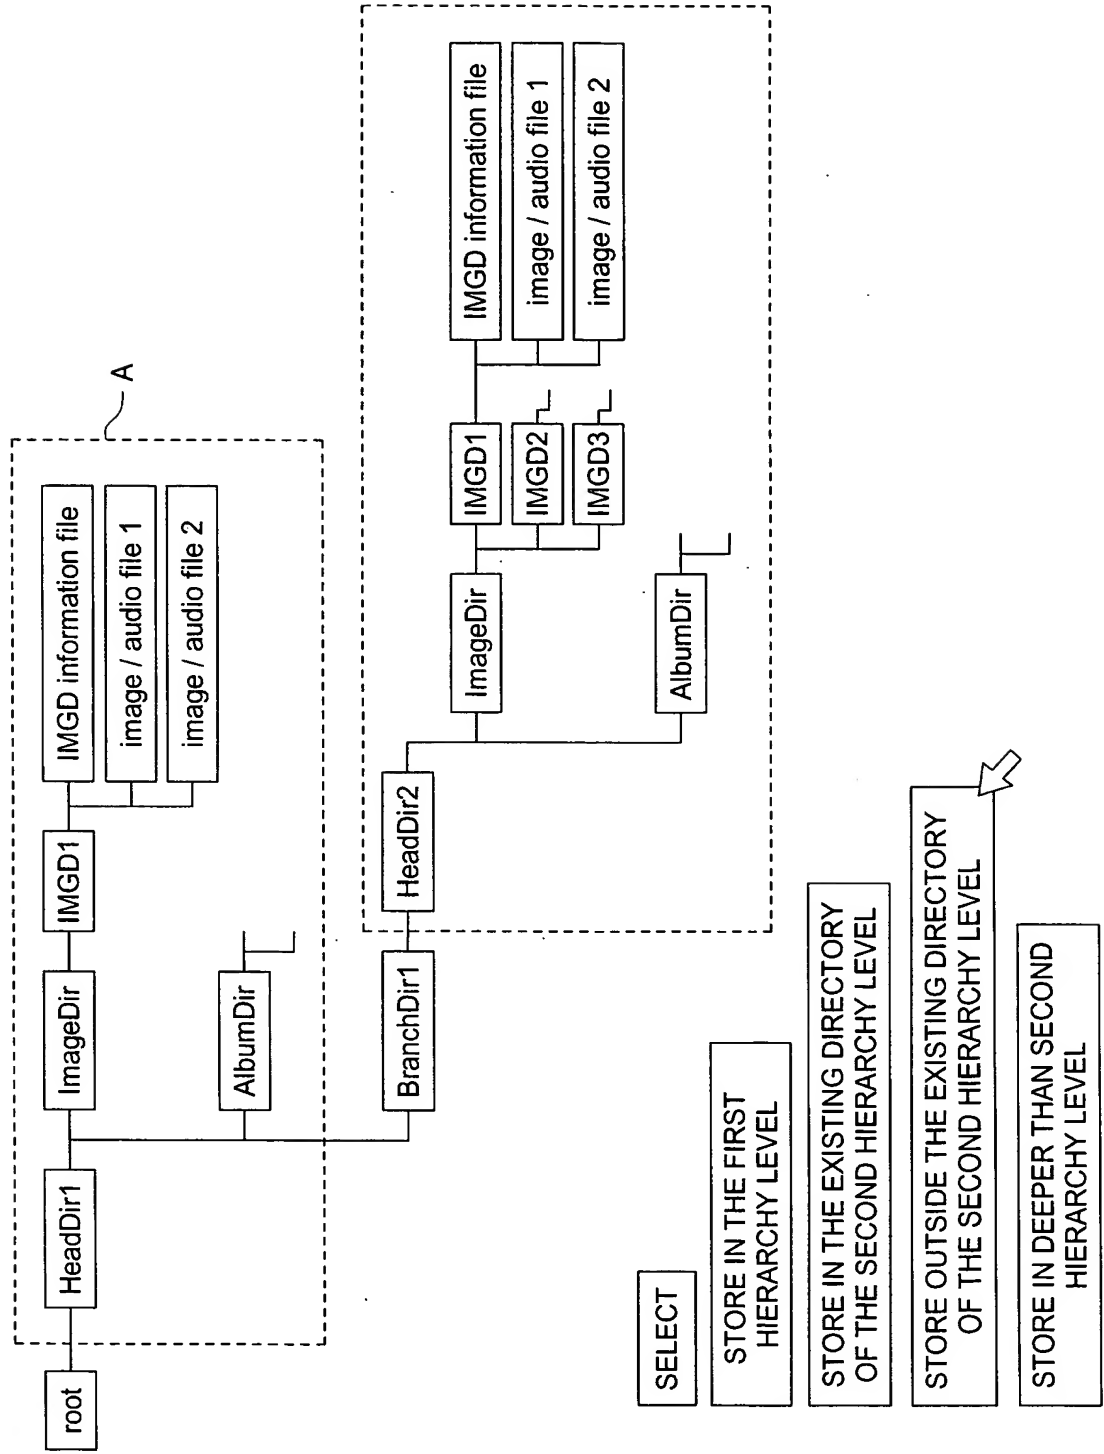 root
HeadDir1
ImageDir
IMGD1
IMGD information file
image / audio file 1
image / audio file 2
AlbumDir
A
BranchDir1
HeadDir2
ImageDir
IMGD1
IMGD information file
IMGD2
image / audio file 1
IMGD3
image / audio file 2
AlbumDir
SELECT
STORE IN THE FIRST
HIERARCHY LEVEL
STORE IN THE EXISTING DIRECTORY
OF THE SECOND HIERARCHY LEVEL
STORE OUTSIDE THE EXISTING DIRECTORY
OF THE SECOND HIERARCHY LEVEL
STORE IN DEEPER THAN SECOND
HIERARCHY LEVEL